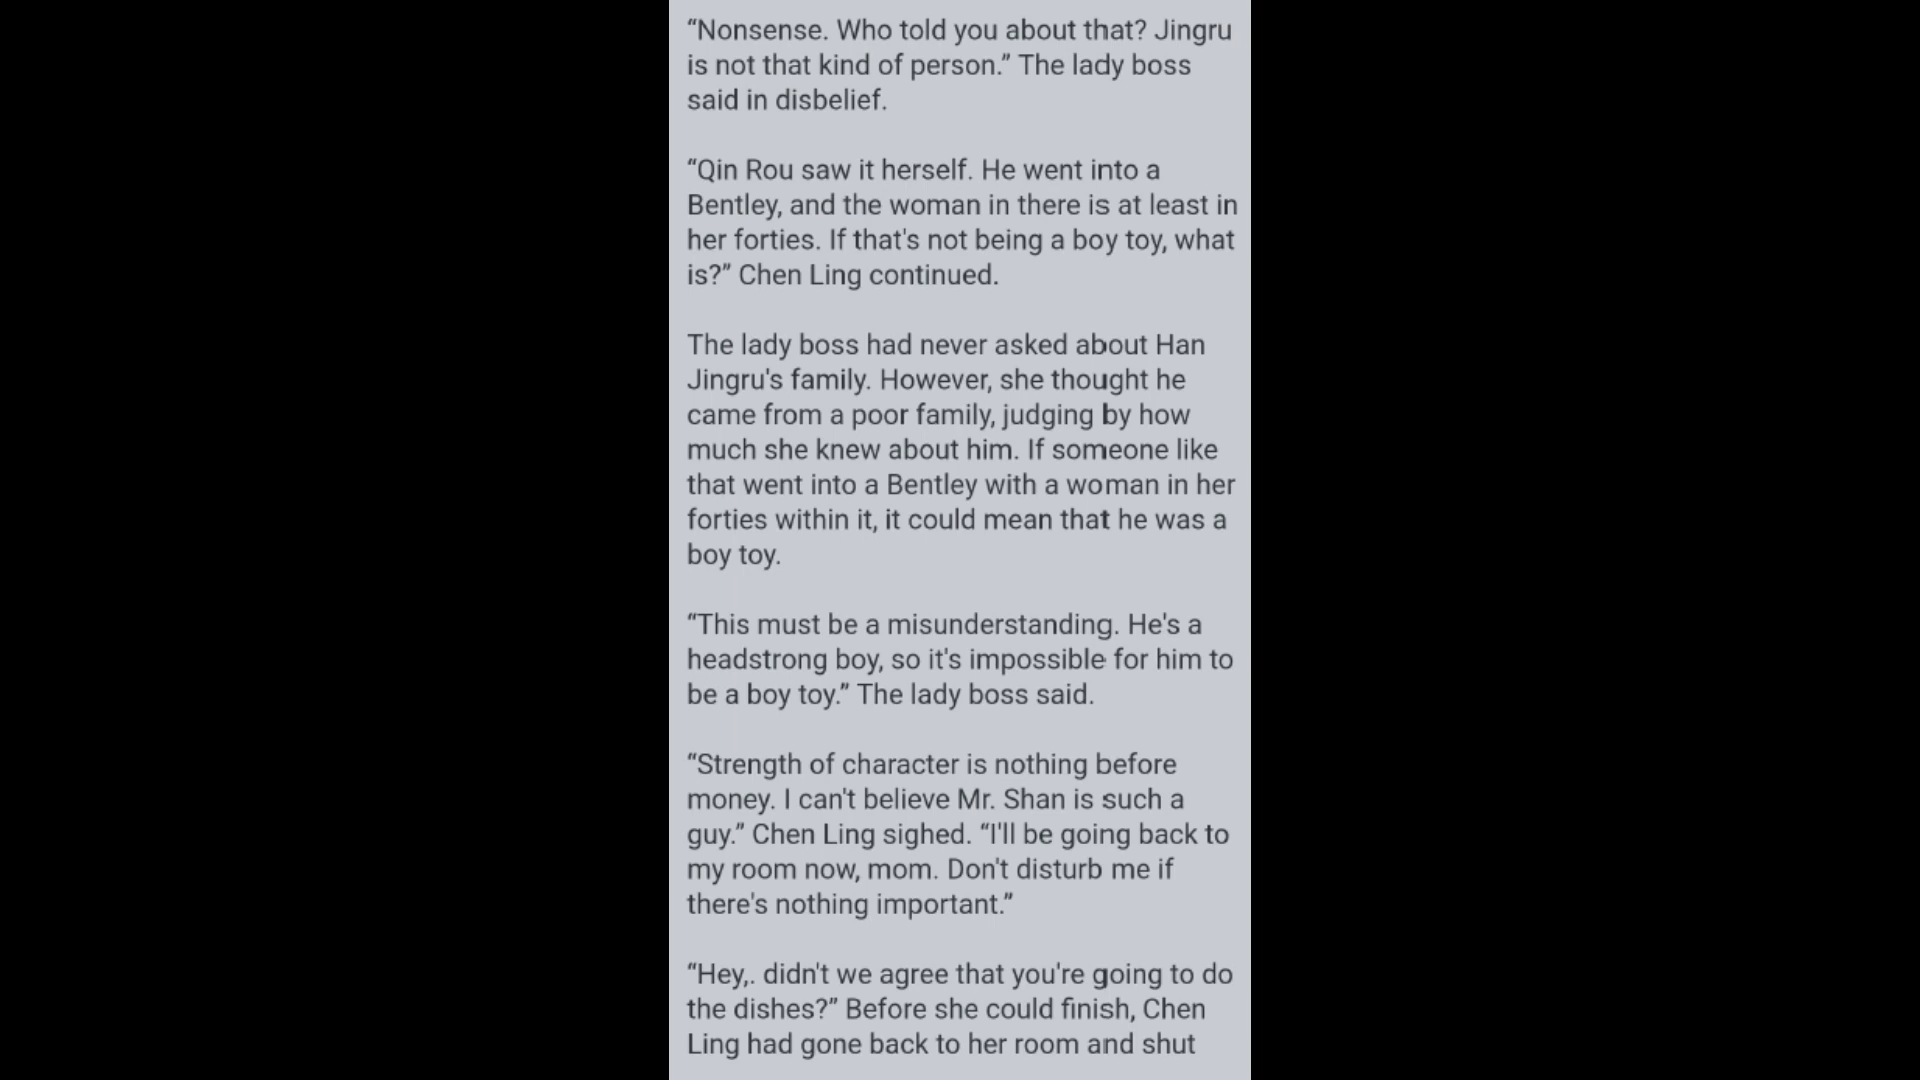 “Nonsense. Who told you about that? Jingru
is not that kind of person.” The lady boss
said in disbelief.
“Qin Rou saw it herself. He went into a
Bentley, and the woman in there is at least in
her forties. If that's not being a boy toy, what
is?” Chen Ling continued.
The lady boss had never asked about Han
Jingru's family. However, she thought he
came from a poor family, judging by how
much she knew about him. If someone like
that went into a Bentley with a woman in her
forties within it, it could mean that he was a
boy toy.
“This must be a misunderstanding. He's a
headstrong boy, so it's impossible for him to
be a boy toy.” The lady boss said.
“Strength of character is nothing before
money. I can't believe Mr. Shan is such a
guy.” Chen Ling sighed. “I'll be going back to
my room now, mom. Don't disturb me if
there's nothing important.”
“Hey,. didn't we agree that you're going to do
the dishes?” Before she could finish, Chen
Ling had gone back to her room and shut